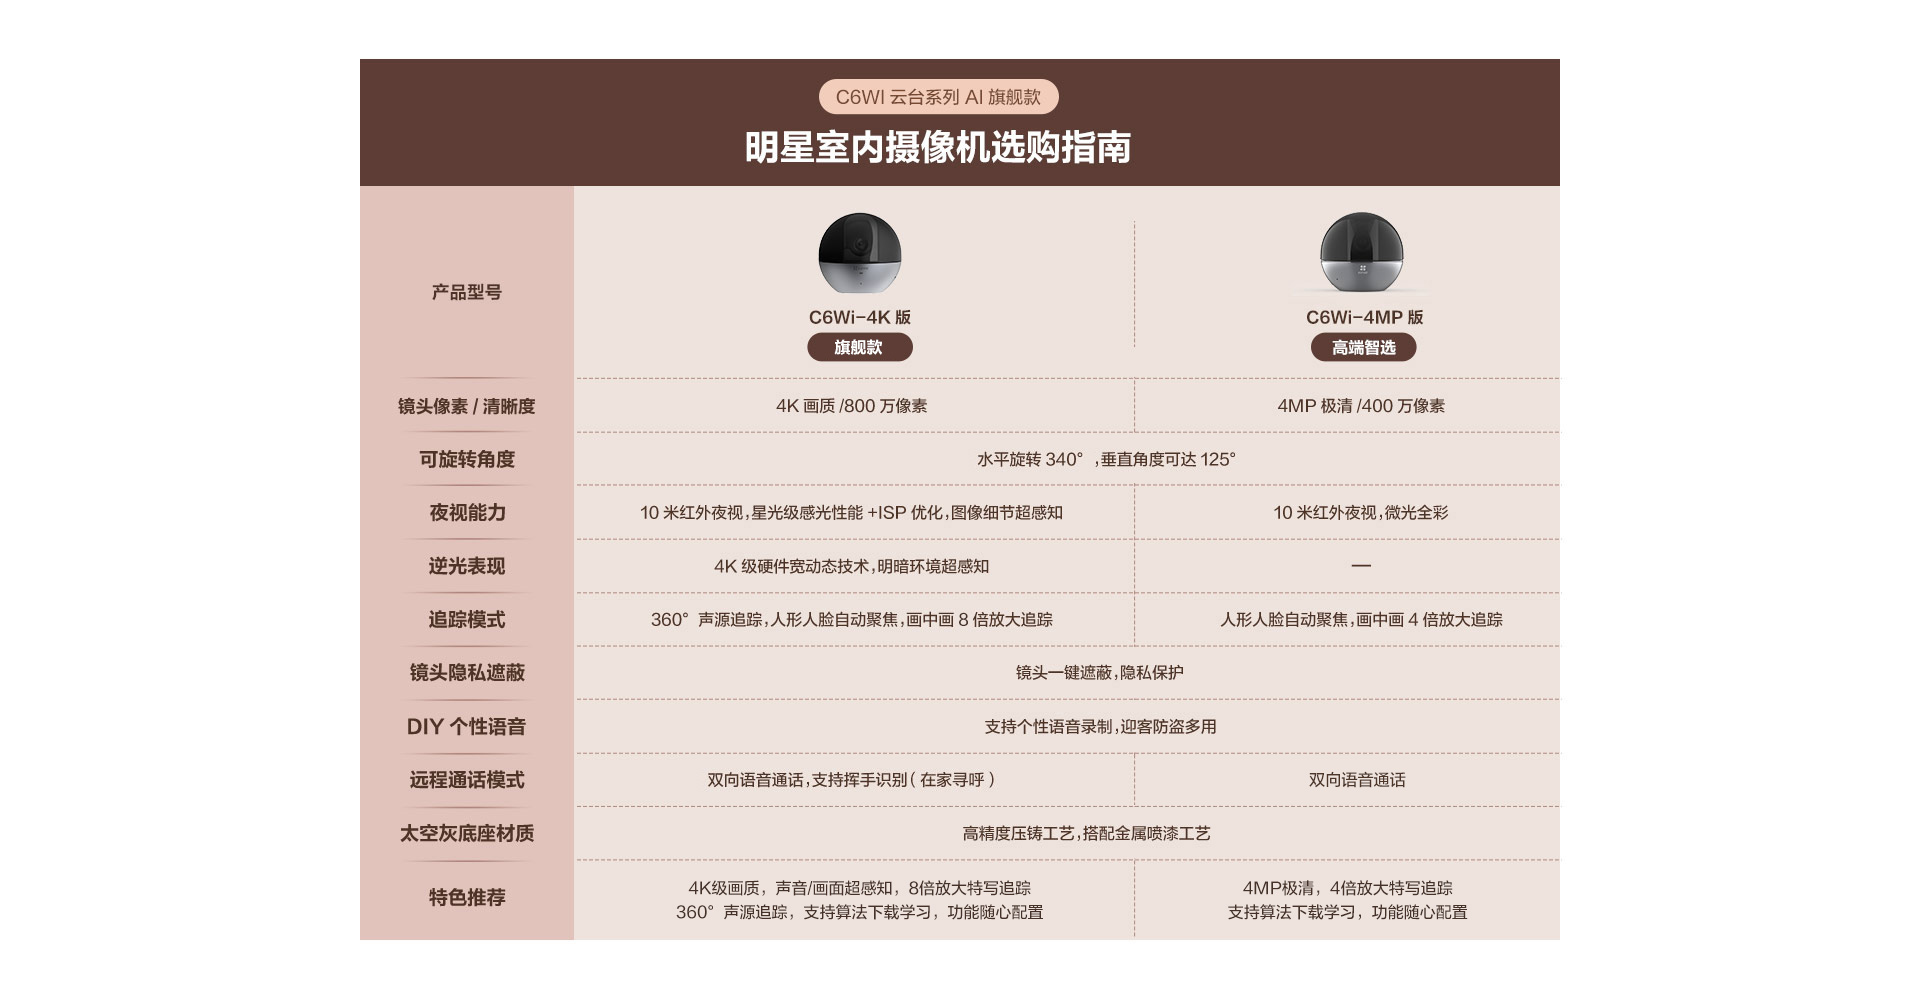 C6WI 云台系列 AI 旗舰款
明星室内摄像机选购指南
产品型号
C6Wi-4K 版
旗舰款
C6Wi-4MP 版
高端智选
镜头像素 / 清晰度
4K 画质 /800 万像素
4MP 极清 /400 万像素
可旋转角度
水平旋转 340° ,垂直角度可达 125°
夜视能力
10 米红外夜视,星光级感光性能 +ISP 优化,图像细节超感知
10 米红外夜视,微光全彩
逆光表现
4K 级硬件宽动态技术,明暗环境超感知
—
追踪模式
360° 声源追踪,人形人脸自动聚焦,画中画 8 倍放大追踪
人形人脸自动聚焦,画中画 4 倍放大追踪
镜头隐私遮蔽
镜头一键遮蔽,隐私保护
DIY 个性语音
支持个性语音录制,迎客防盗多用
远程通话模式
双向语音通话,支持挥手识别( 在家寻呼 )
双向语音通话
太空灰底座材质
高精度压铸工艺,搭配金属喷漆工艺
特色推荐
4K级画质，声音/画面超感知，8倍放大特写追踪
360° 声源追踪，支持算法下载学习，功能随心配置
4MP极清，4倍放大特写追踪
支持算法下载学习，功能随心配置